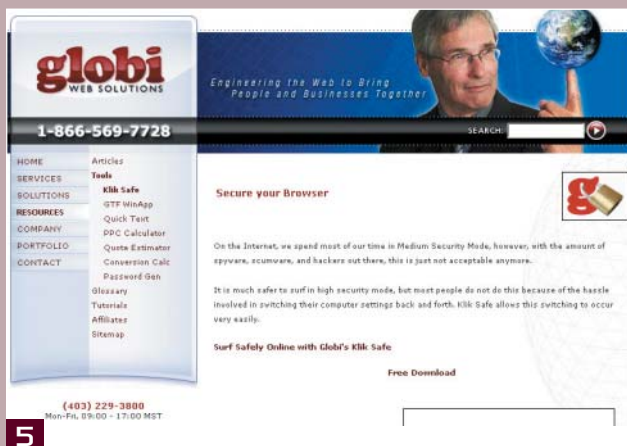 globi
WEB SOLUTIONS
Engineering the Web to Bring
People and Businesses Together
1-866-569-7728
SEARCH:
HOME
SERVICES
SOLUTIONS
RESOURCES
COMPANY
PORTFOLIO
CONTACT
Articles
Tools
Klik Safe
GTF WinApp
Quick Text
PPC Calculator
Quote Estimator
Conversion Calc
Password Gen
Glossary
Tutorials
Affiliates
Sitemap
(403) 229-3800
Mon-Fri, 09:00 - 17:00 MST
Secure your Browser
g
On the Internet, we spend most of our time in Medium Security Mode, however, with the amount of
spyware, scumware, and hackers out there, this is just not acceptable anymore.
It is much safer to surf in high security mode, but most people do not do this because of the hassle
involved in switching their computer settings back and forth. Klik Safe allows this switching to occur
very easily.
Surf Safely Online with Globi's Klik Safe
Free Download
5